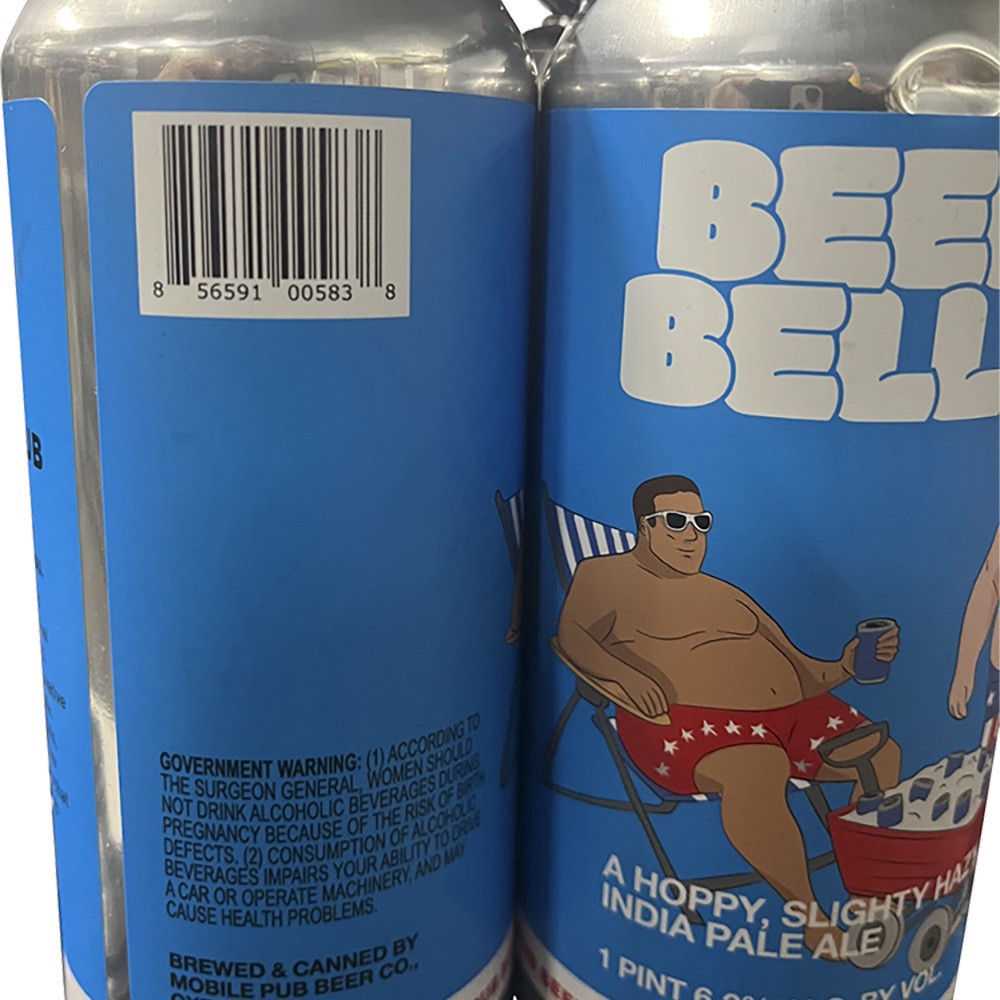 8 56591 00583 8
GOVERNMENT WARNING: (1) ACCORDING TO
THE SURGEON GENERAL, WOMEN SHOULD
NOT DRINK ALCOHOLIC BEVERAGES DURING
PREGNANCY BECAUSE OF THE RISK OF BIRTH
DEFECTS. (2) CONSUMPTION OF ALCOHOLIC
BEVERAGES IMPAIRS YOUR ABILITY TO DRIVE
A CAR OR OPERATE MACHINERY, AND MAY
CAUSE HEALTH PROBLEMS.
BREWED & CANNED BY
MOBILE PUB BEER CO.,
BEE
BELL
A HOPPY, SLIGHTY HAZY
INDIA PALE ALE
1 PINT BY VOL.